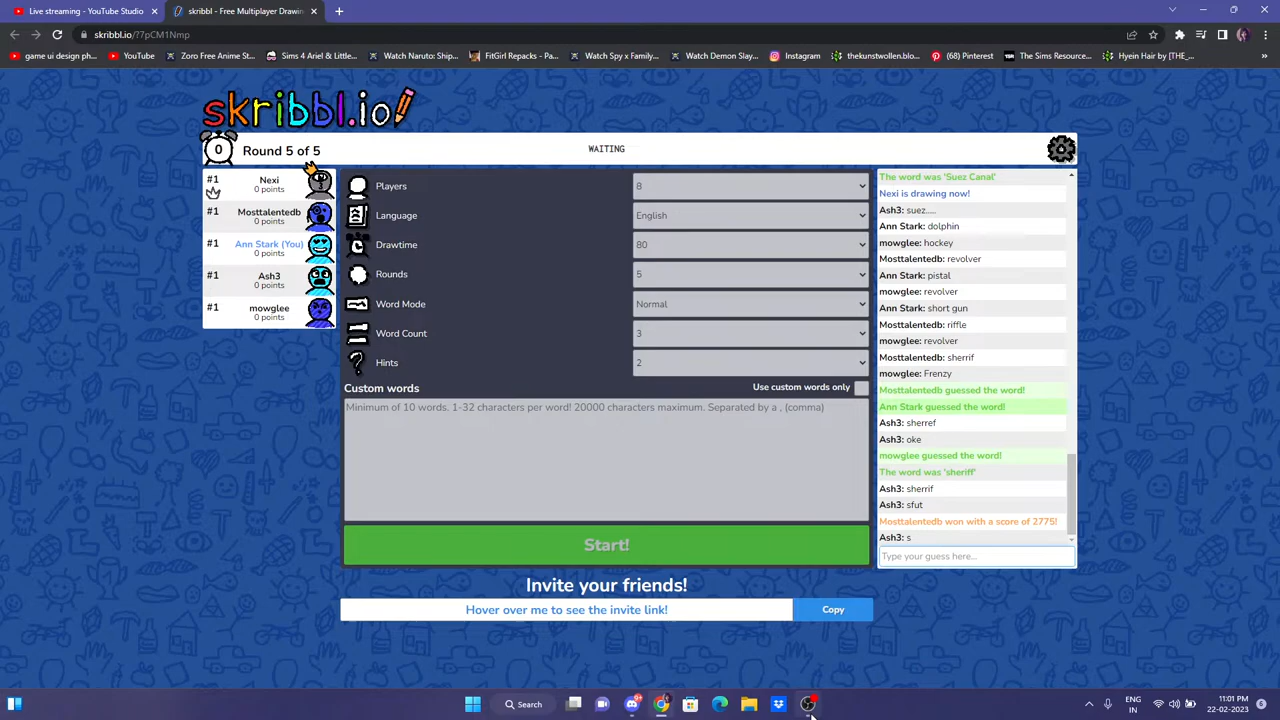 Live streaming - YouTube Studio
skribbl - Free Multiplayer Drawin
skribbl.io/?7pCM1Nmp
game ui design ph...
YouTube
Zoro Free Anime St...
Sims 4 Ariel & Little...
Watch Naruto: Ship...
FitGirl Repacks - Pa...
Watch Spy x Family...
Watch Demon Slay...
Instagram
thekunstwollen.blo...
(68) Pinterest
The Sims Resource...
Hyein Hair by [THE_...
skribbl.io
0
Round 5 of 5
WAITING
#1
Nexi
0 points
#1
Mosttalentedb
0 points
#1
Ann Stark (You)
0 points
#1
Ash3
0 points
#1
mowglee
0 points
Players
8
Language
English
Drawtime
80
Rounds
5
Word Mode
Normal
Word Count
3
Hints
2
Custom words
Use custom words only
Minimum of 10 words. 1-32 characters per word! 20000 characters maximum. Separated by a , (comma)
Start!
Invite your friends!
Hover over me to see the invite link!
Copy
The word was 'Suez Canal'
Nexi is drawing now!
Ash3: suez.....
Ann Stark: dolphin
mowglee: hockey
Mosttalentedb: revolver
Ann Stark: pistal
mowglee: revolver
Ann Stark: short gun
Mosttalentedb: riffle
mowglee: revolver
Mosttalentedb: sherrif
mowglee: Frenzy
Mosttalentedb guessed the word!
Ann Stark guessed the word!
Ash3: sherref
Ash3: oke
mowglee guessed the word!
The word was 'sheriff'
Ash3: sherrif
Ash3: sfut
Mosttalentedb won with a score of 2775!
Ash3: s
Type your guess here...
Search
ENG
IN
11:01 PM
22-02-2023